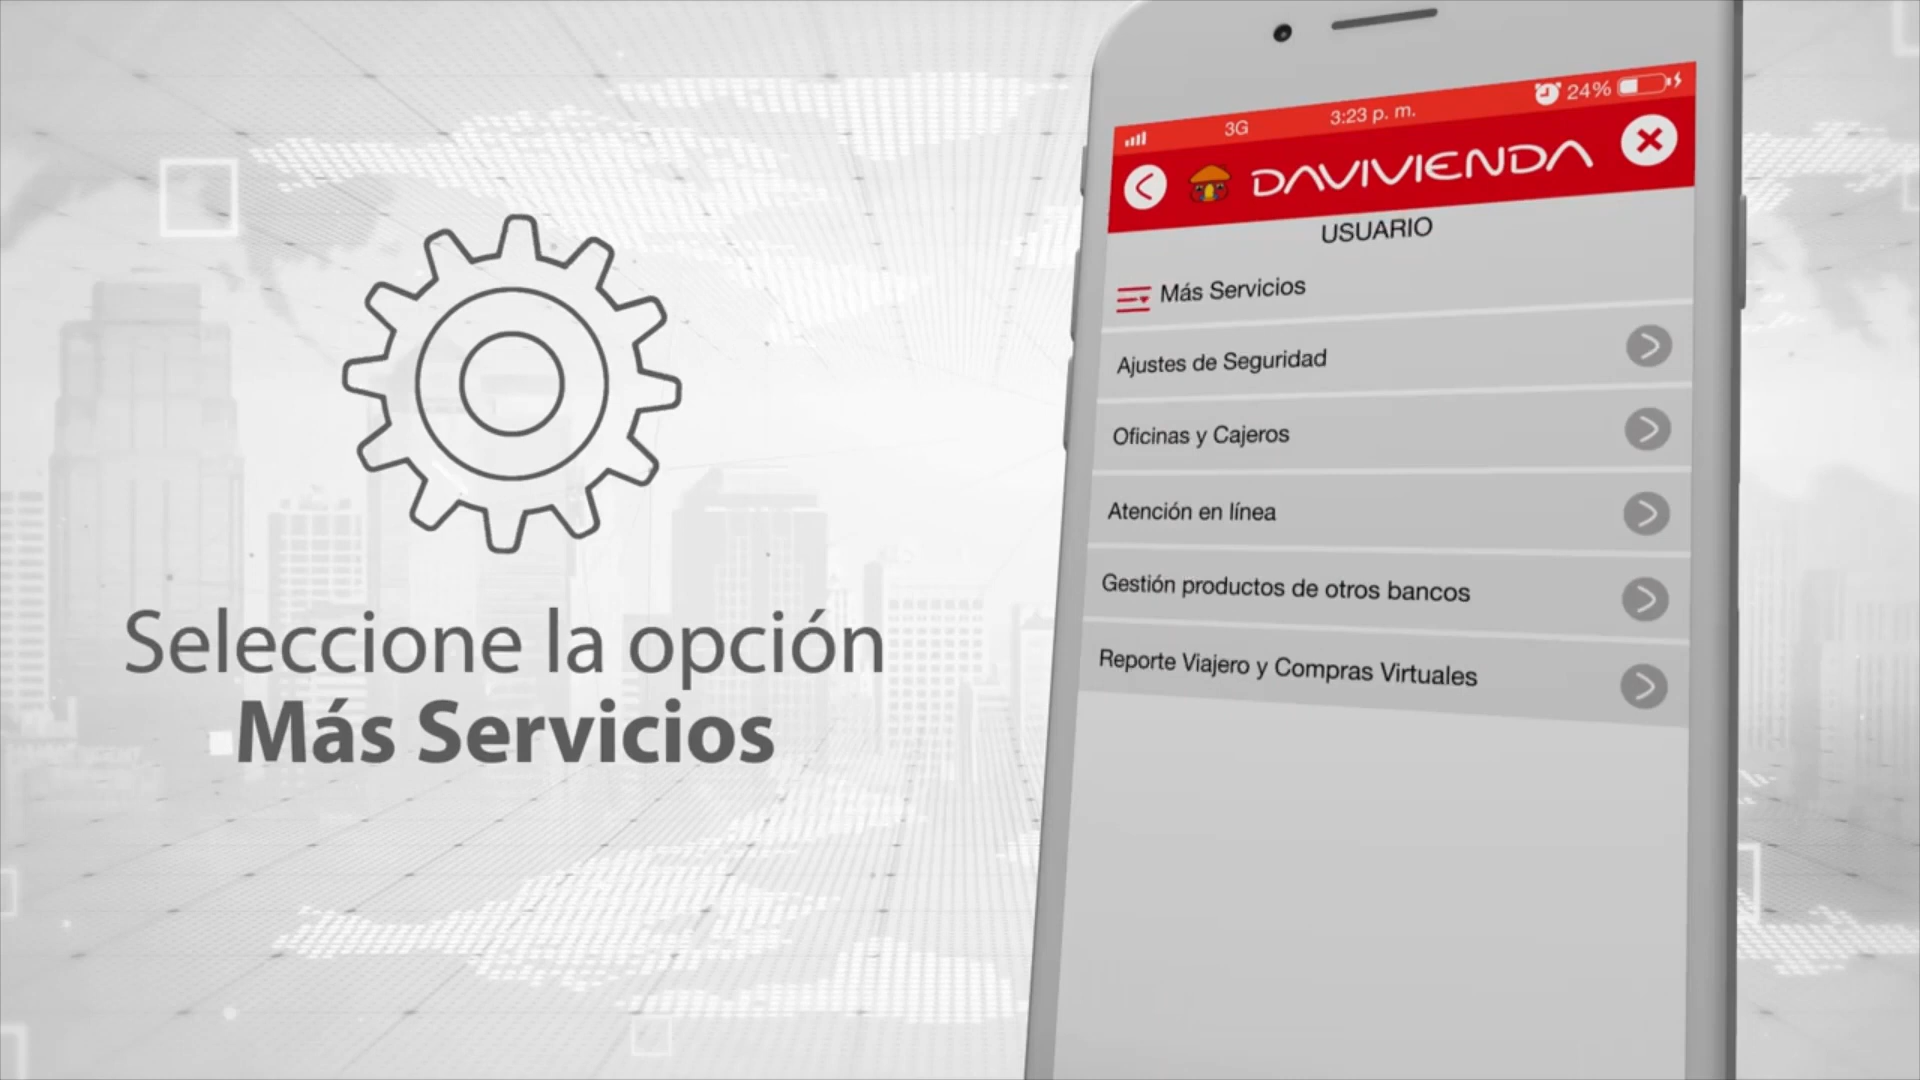 Seleccione la opción
Más Servicios
3G
3:23 p. m.
24%
DAVIVIENDA
USUARIO
Más Servicios
Ajustes de Seguridad
Oficinas y Cajeros
Atención en línea
Gestión productos de otros bancos
Reporte Viajero y Compras Virtuales